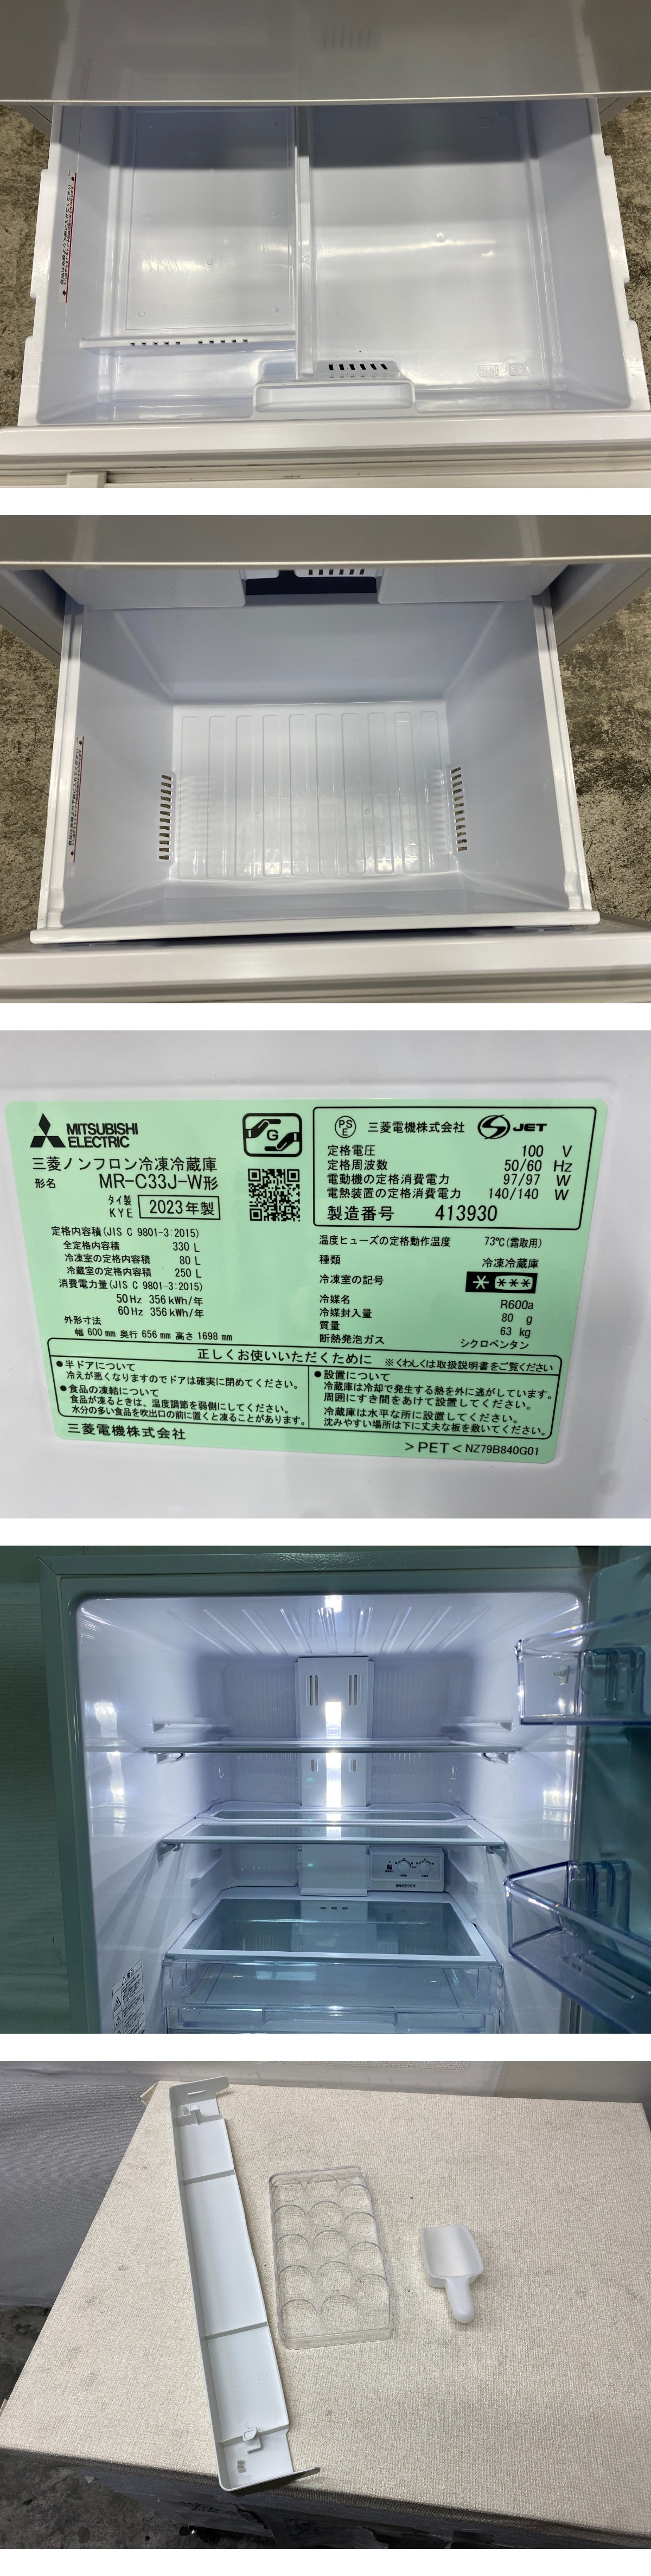 MITSUBISHI
ELECTRIC
三菱ノンフロン冷凍冷蔵庫
形名 MR-C33J-W形
タイ製
KYE 2023年製
定格内容積(JIS C 9801-3:2015)
全定格内容積 330 L
冷凍室の定格内容積 80 L
冷蔵室の定格内容積 250 L
消費電力量(JIS C 9801-3:2015)
50Hz 356kWh/年
60Hz 356kWh/年
外形寸法
幅 600mm 奥行 656mm 高さ 1698mm
G
PS
E
三菱電機株式会社
JET
定格電圧 100 V
定格周波数 50/60 Hz
電動機の定格消費電力 97/97 W
電熱装置の定格消費電力 140/140 W
製造番号 413930
温度ヒューズの定格動作温度 73℃(霜取用)
種類 冷凍冷蔵庫
冷凍室の記号
冷媒名 R600a
冷媒封入量 80 g
質量 63 kg
断熱発泡ガス シクロペンタン
正しくお使いいただくために ※くわしくは取扱説明書をご覧ください
●半ドアについて
冷えが悪くなりますのでドアは確実に閉めてください。
●食品の凍結について
食品が凍るときは、温度調節を弱側にしてください。
水分の多い食品を吹出口の前に置くと凍ることがあります。
●設置について
冷蔵庫は冷却で発生する熱を外に逃がしています。
周囲にすき間をあけて設置してください。
冷蔵庫は水平な所に設置してください。
沈みやすい場所は下に丈夫な板を敷いてください。
三菱電機株式会社
>PET< NZ79B840G01
INVERTER